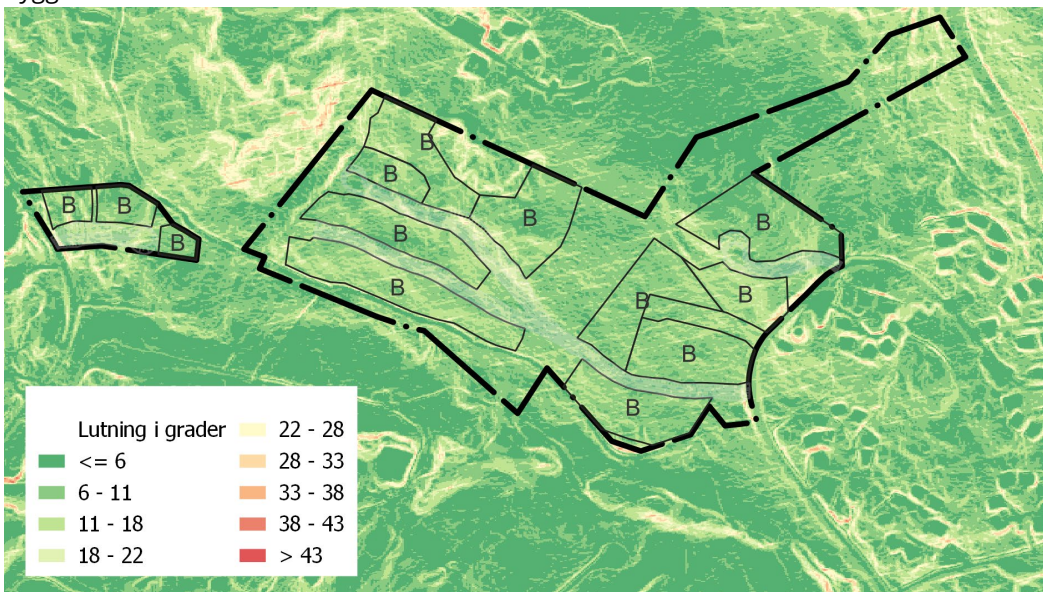 B
B
B B B B
B
B
B B B
B
B
Lutning i grader
<= 6
6 - 11
11 - 18
18 - 22
22 - 28
28 - 33
33 - 38
38 - 43
> 43